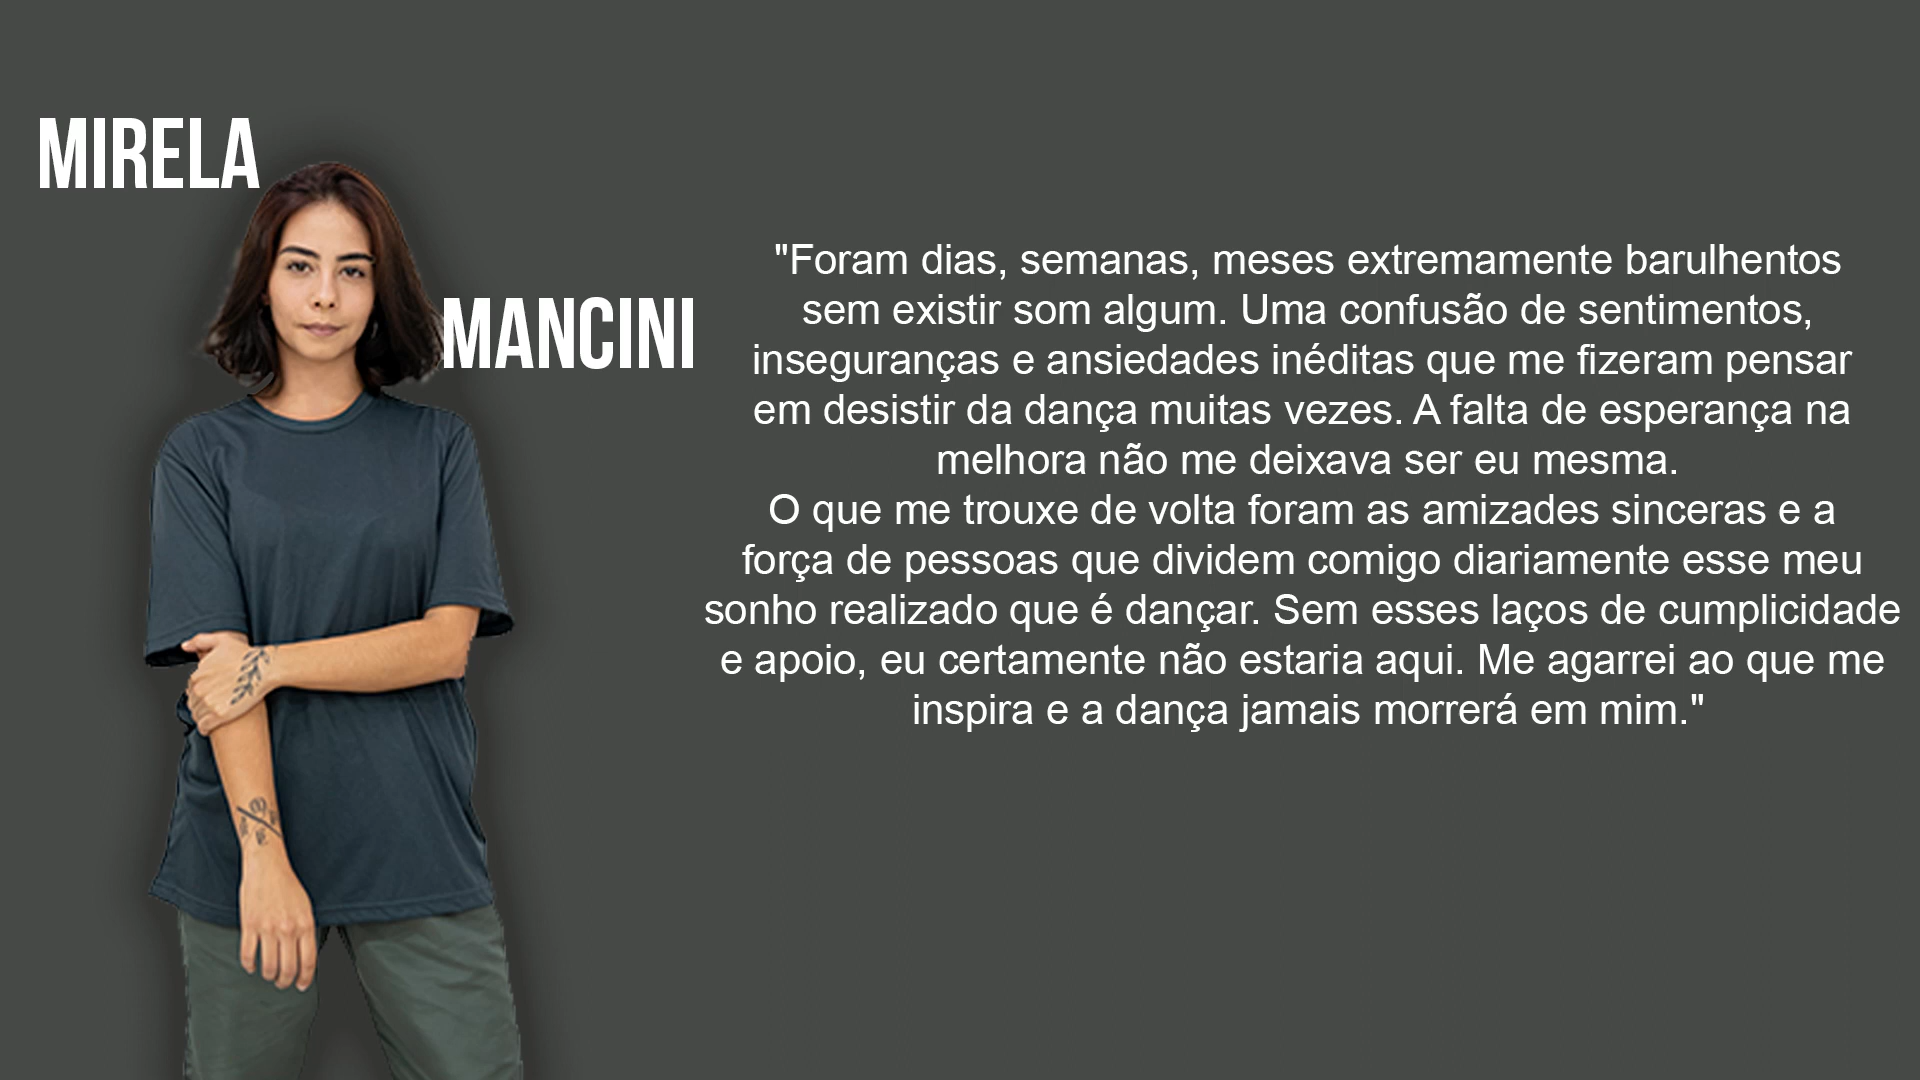 MIRELA
MANCINI
"Foram dias, semanas, meses extremamente barulhentos
sem existir som algum. Uma confusão de sentimentos,
inseguranças e ansiedades inéditas que me fizeram pensar
em desistir da dança muitas vezes. A falta de esperança na
melhora não me deixava ser eu mesma.
O que me trouxe de volta foram as amizades sinceras e a
força de pessoas que dividem comigo diariamente esse meu
sonho realizado que é dançar. Sem esses laços de cumplicidade
e apoio, eu certamente não estaria aqui. Me agarrei ao que me
inspira e a dança jamais morrerá em mim."